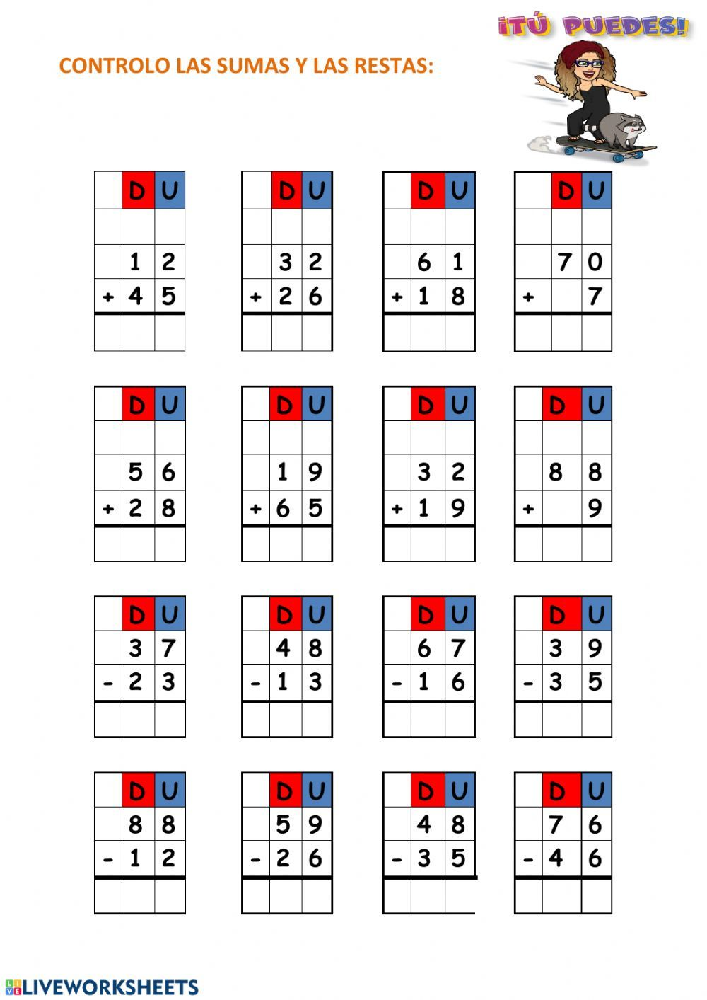 ¡TÚ PUEDES!
CONTROLO LAS SUMAS Y LAS RESTAS:
D U D U D U D U
1 2 3 2 6 1 7 0
+ 4 5 + 2 6 + 1 8 + 7
D U D U D U D U
5 6 1 9 3 2 8 8
+ 2 8 + 6 5 + 1 9 + 9
D U D U D U D U
3 7 4 8 6 7 3 9
- 2 3 - 1 3 - 1 6 - 3 5
D U D U D U D U
8 8 5 9 4 8 7 6
- 1 2 - 2 6 - 3 5 - 4 6
LIVE LIVEWORKSHEETS